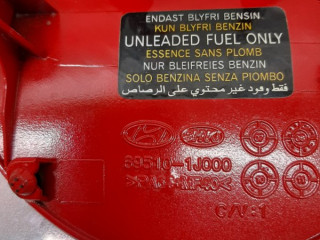 ENDAST BLYFRI BENSIN
KUN BLYFRI BENZIN
UNLEADED FUEL ONLY
ESSENCE SANS PLOMB
NUR BLEIFREIES BENZIN
SOLO BENZINA SENZA PIOMBO
فقط وقود غير محتوي على الرصاص
69510-1J000
C/V:1